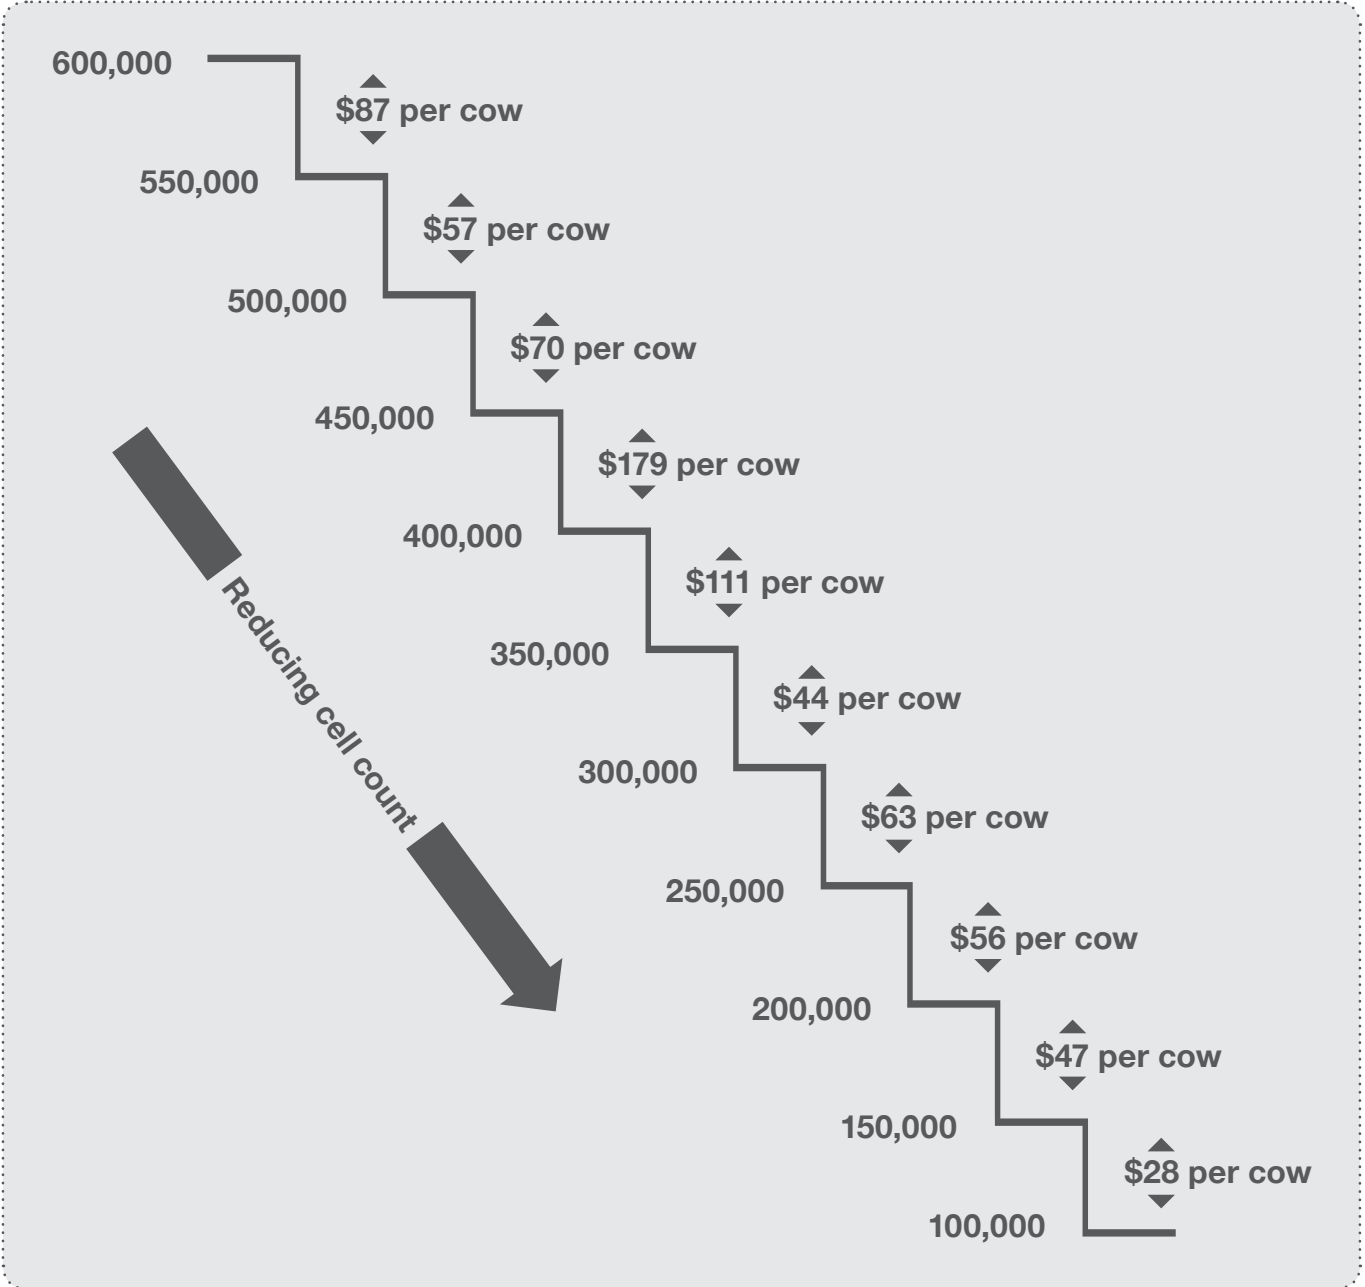 600,000
$87 per cow
550,000
$57 per cow
500,000
$70 per cow
450,000
$179 per cow
400,000
$111 per cow
350,000
$44 per cow
300,000
$63 per cow
250,000
$56 per cow
200,000
$47 per cow
150,000
$28 per cow
100,000
Reducing cell count